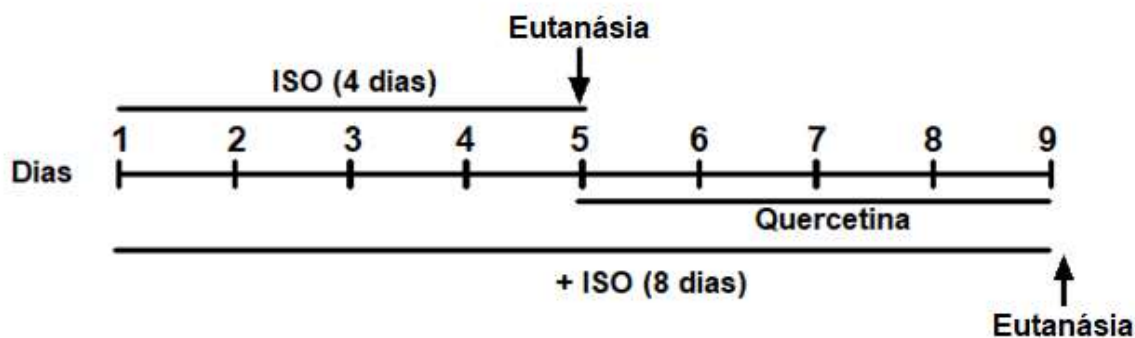 Eutanásia
ISO (4 dias)
1 2 3 4 5 6 7 8 9
Dias
Quercetina
+ ISO (8 dias)
Eutanásia